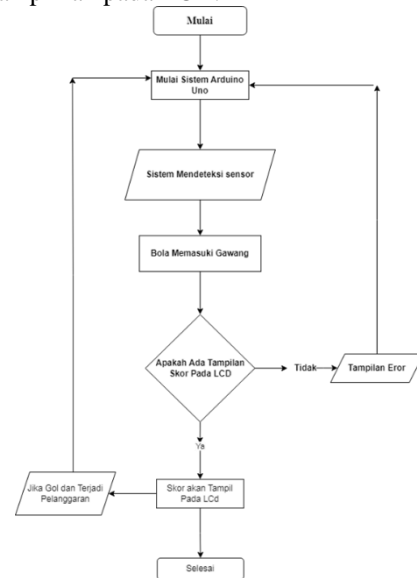 Mulai
Mulai Sistem Arduino
Uno
Sistem Mendeteksi sensor
Bola Memasuki Gawang
Apakah Ada Tampilan
Skor Pada LCD
Tidak
Tampilan Eror
Ya
Jika Gol dan Terjadi
Pelanggaran
Skor akan Tampil
Pada LCd
Selesai